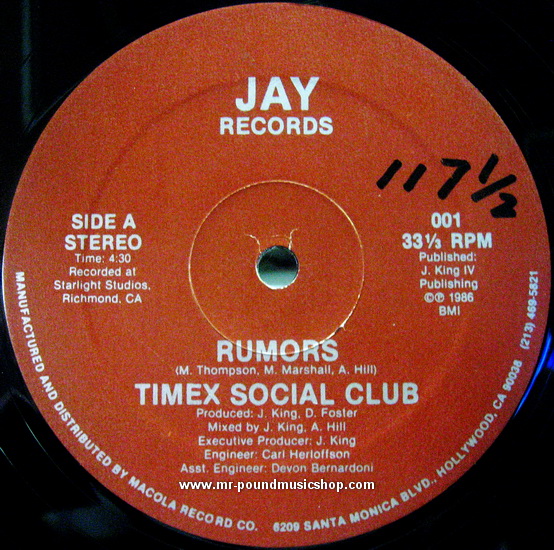 JAY
RECORDS
117 1/2
SIDE A
STEREO
Time: 4:30
Recorded at
Starlight Studios,
Richmond, CA
001
33⅓ RPM
Published:
J. King IV
Publishing
©℗ 1986
BMI
RUMORS
(M. Thompson, M. Marshall, A. Hill)
TIMEX SOCIAL CLUB
Produced: J. King, D. Foster
Mixed by J. King, A. Hill
Executive Producer: J. King
Engineer: Carl Herloffson
Asst. Engineer: Devon Bernardoni
www.mr-poundmusicshop.com
MANUFACTURED AND DISTRIBUTED BY MACOLA RECORD CO. 6209 SANTA MONICA BLVD., HOLLYWOOD, CA 90038 (213) 469-5821